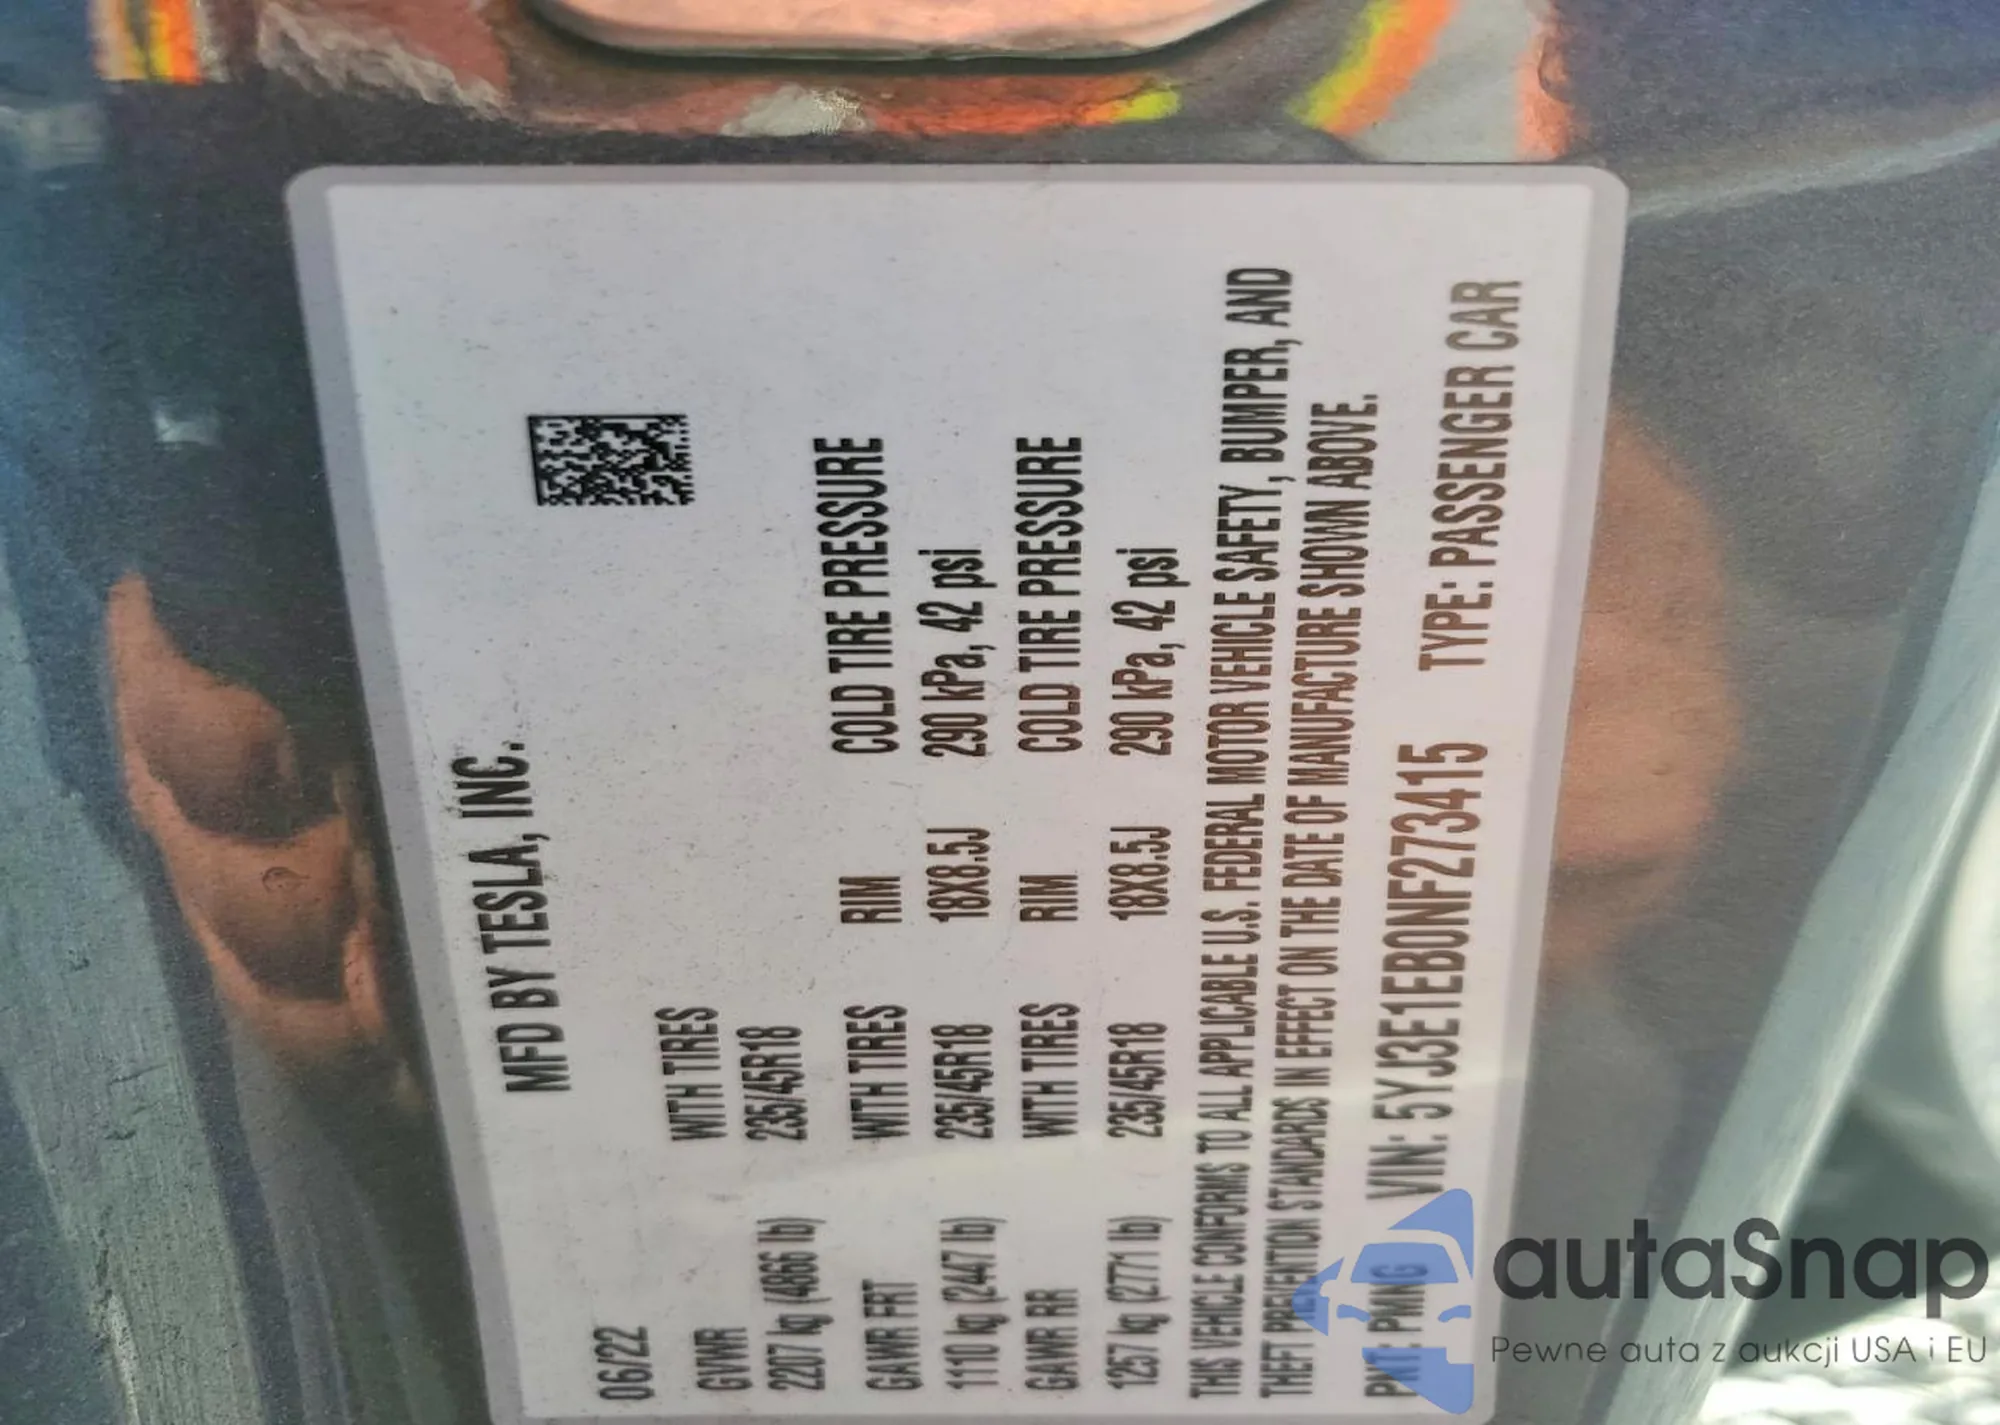 MFD BY TESLA, INC.
06/22
GVWR WITH TIRES
2207 kg (4866 lb) 235/45R18
GAWR FRT WITH TIRES RIM COLD TIRE PRESSURE
1110 kg (2447 lb) 235/45R18 18X8.5J 290 kPa, 42 psi
GAWR RR WITH TIRES RIM COLD TIRE PRESSURE
1257 kg (2771 lb) 235/45R18 18X8.5J 290 kPa, 42 psi
THIS VEHICLE CONFORMS TO ALL APPLICABLE U.S. FEDERAL MOTOR VEHICLE SAFETY, BUMPER, AND
THEFT PREVENTION STANDARDS IN EFFECT ON THE DATE OF MANUFACTURE SHOWN ABOVE.
PNT: PMNG VIN: 5YJ3E1EB0NF273415 TYPE: PASSENGER CAR
autaSnap
Pewne auta z aukcji USA i EU